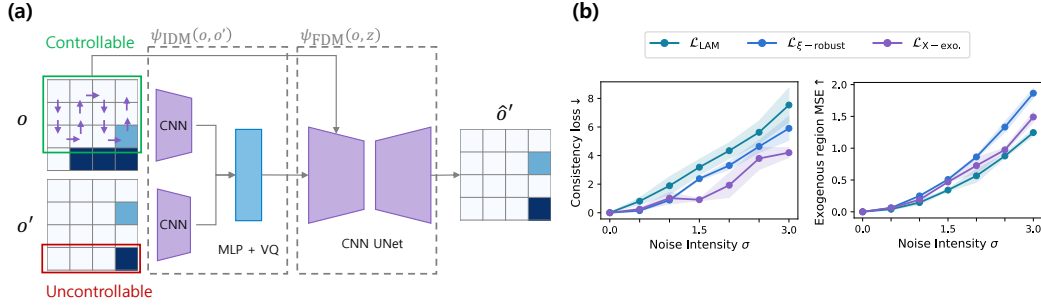 (a)
Controllable
ψIDM(o, o′)
ψFDM(o, z)
o
CNN
ô′
o′
CNN
MLP + VQ
CNN UNet
Uncontrollable
(b)
ℒLAM
ℒξ−robust
ℒX−exo.
Consistency loss ↓
8
6
4
2
0
0.0
1.5
3.0
Noise Intensity σ
Exogenous region MSE ↑
2.0
1.5
1.0
0.5
0.0
0.0
1.5
3.0
Noise Intensity σ